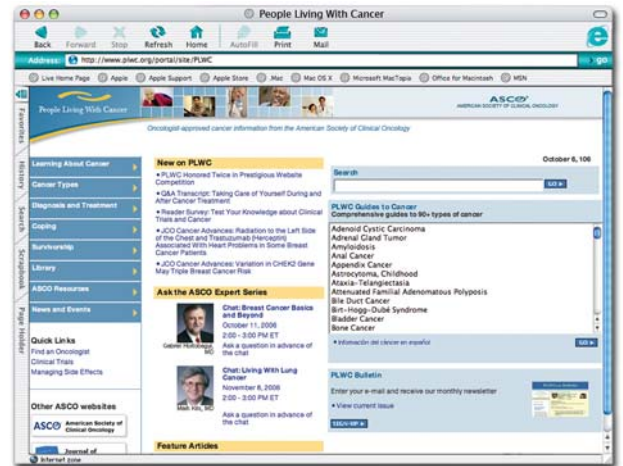 People Living With Cancer
Back Forward Stop Refresh Home AutoFill Print Mail
Address: http://www.plwc.org/portal/site/PLWC go
Live Home Page Apple Apple Support Apple Store .Mac Mac OS X Microsoft MacTopia Office for Macintosh MSN
Favorites
History
Search
Scrapbook
Page Holder
People Living With Cancer
ASCO
AMERICAN SOCIETY OF CLINICAL ONCOLOGY
Oncologist-approved cancer information from the American Society of Clinical Oncology
Learning About Cancer
Cancer Types
Diagnosis and Treatment
Coping
Survivorship
Library
ASCO Resources
News and Events
Quick Links
Find an Oncologist
Clinical Trials
Managing Side Effects
Other ASCO websites
ASCO American Society of
Clinical Oncology
Journal of
New on PLWC
• PLWC Honored Twice in Prestigious Website
Competition
• Q&A Transcript: Taking Care of Yourself During and
After Cancer Treatment
• Reader Survey: Test Your Knowledge about Clinical
Trials and Cancer
• JCO Cancer Advances: Radiation to the Left Side
of the Chest and Trastuzumab (Herceptin)
Associated With Heart Problems in Some Breast
Cancer Patients
• JCO Cancer Advances: Variation in CHEK2 Gene
May Triple Breast Cancer Risk
Ask the ASCO Expert Series
Chat: Breast Cancer Basics
and Beyond
October 11, 2006
2:00 - 3:00 PM ET
Ask a question in advance of
the chat
Gabriel Hortobagyi,
MD
Chat: Living With Lung
Cancer
November 8, 2006
2:00 - 3:00 PM ET
Ask a question in advance of
the chat
Mark Kris, MD
Feature Articles
October 6, 106
Search
GO
PLWC Guides to Cancer
Comprehensive guides to 90+ types of cancer
Adenoid Cystic Carcinoma
Adrenal Gland Tumor
Amyloidosis
Anal Cancer
Appendix Cancer
Astrocytoma, Childhood
Ataxia-Telangiectasia
Attenuated Familial Adenomatous Polyposis
Bile Duct Cancer
Birt-Hogg-Dubé Syndrome
Bladder Cancer
Bone Cancer
• Información del cáncer en español GO
PLWC Bulletin
Enter your e-mail and receive our monthly newsletter
• View current issue
SIGN-UP
Internet zone